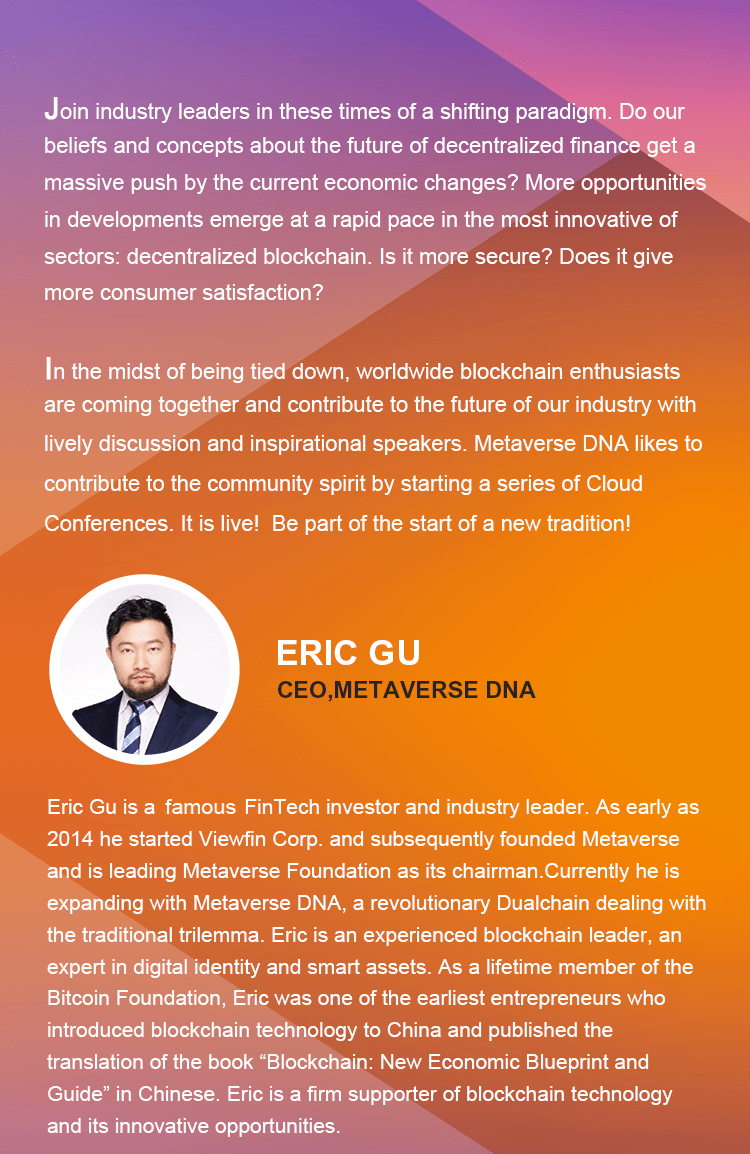 Join industry leaders in these times of a shifting paradigm. Do our
beliefs and concepts about the future of decentralized finance get a
massive push by the current economic changes? More opportunities
in developments emerge at a rapid pace in the most innovative of
sectors: decentralized blockchain. Is it more secure? Does it give
more consumer satisfaction?
In the midst of being tied down, worldwide blockchain enthusiasts
are coming together and contribute to the future of our industry with
lively discussion and inspirational speakers. Metaverse DNA likes to
contribute to the community spirit by starting a series of Cloud
Conferences. It is live!  Be part of the start of a new tradition!
ERIC GU
CEO,METAVERSE DNA
Eric Gu is a famous FinTech investor and industry leader. As early as
2014 he started Viewfin Corp. and subsequently founded Metaverse
and is leading Metaverse Foundation as its chairman.Currently he is
expanding with Metaverse DNA, a revolutionary Dualchain dealing with
the traditional trilemma. Eric is an experienced blockchain leader, an
expert in digital identity and smart assets. As a lifetime member of the
Bitcoin Foundation, Eric was one of the earliest entrepreneurs who
introduced blockchain technology to China and published the
translation of the book “Blockchain: New Economic Blueprint and
Guide” in Chinese. Eric is a firm supporter of blockchain technology
and its innovative opportunities.